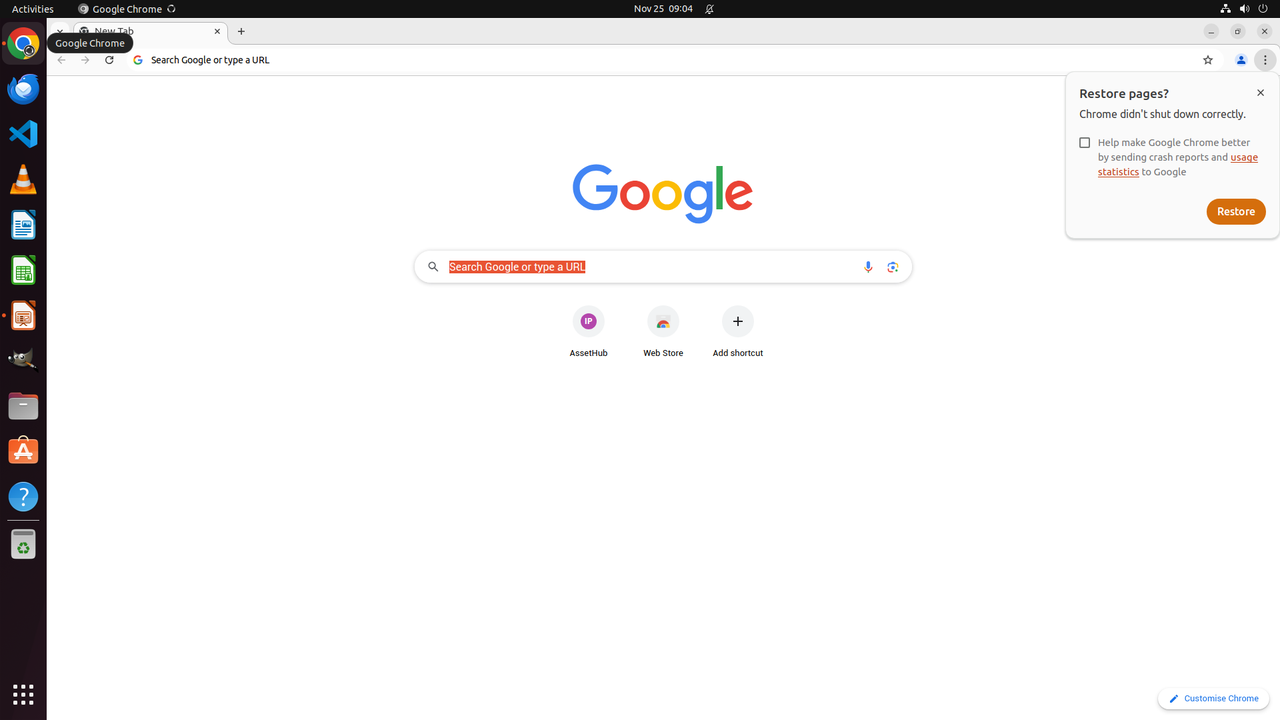 Activities
Google Chrome
Nov 25 09:04
New Tab
Google Chrome
Search Google or type a URL
Restore pages?
Chrome didn't shut down correctly.
Help make Google Chrome better
by sending crash reports and usage
statistics to Google
Restore
Google
Search Google or type a URL
IP
AssetHub
Web Store
Add shortcut
Customise Chrome